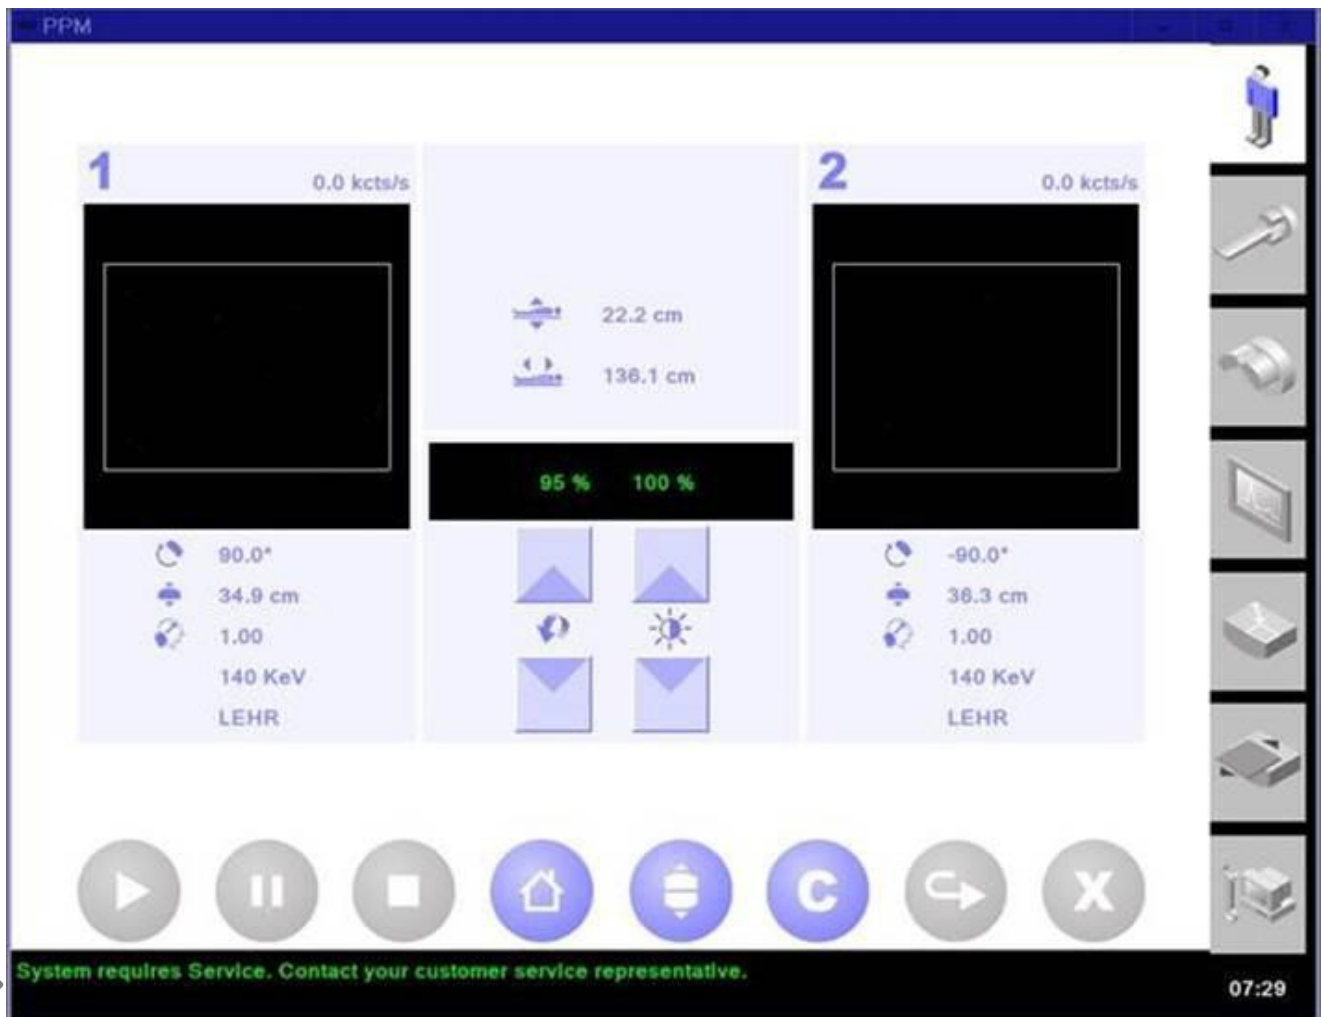 PPM
1
0.0 kcts/s
2
0.0 kcts/s
22.2 cm
136.1 cm
95 % 100 %
90.0°
34.9 cm
1.00
140 KeV
LEHR
-90.0°
36.3 cm
1.00
140 KeV
LEHR
C
X
System requires Service. Contact your customer service representative.
07:29